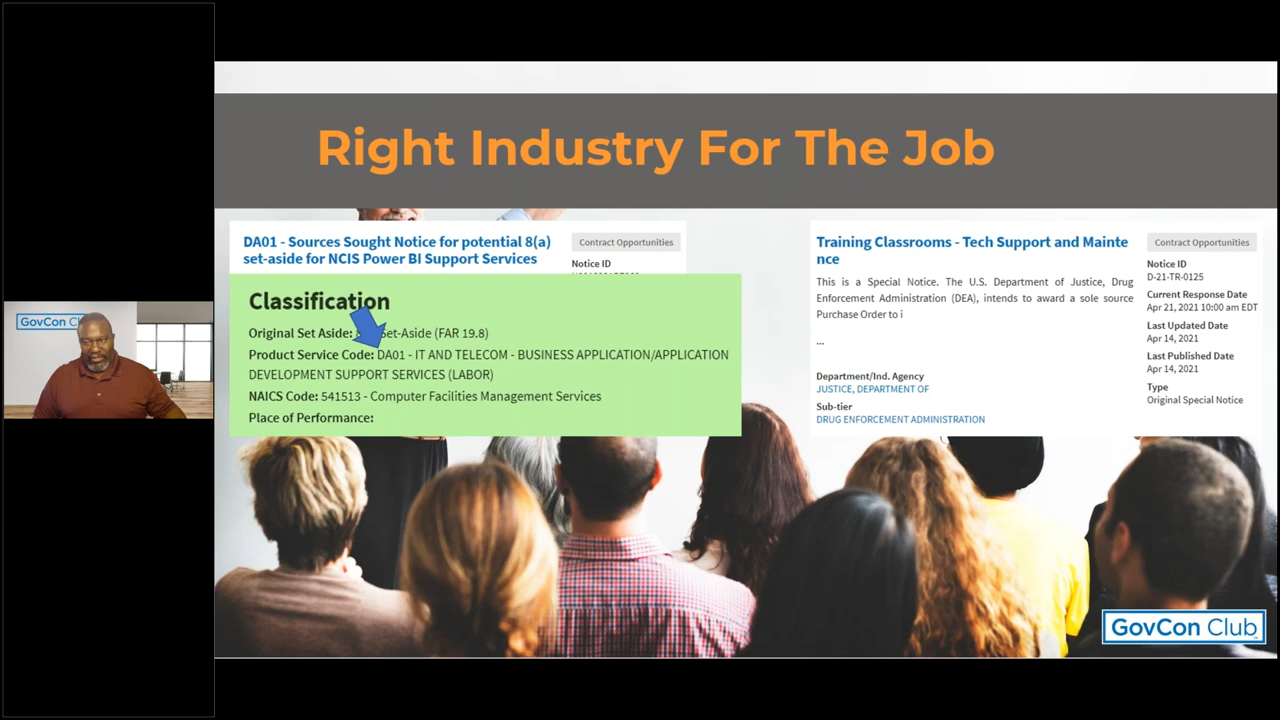 Right Industry For The Job
DA01 - Sources Sought Notice for potential 8(a)
set-aside for NCIS Power BI Support Services
Contract Opportunities
Notice ID
Classification
Original Set Aside: Set-Aside (FAR 19.8)
Product Service Code: DA01 - IT AND TELECOM - BUSINESS APPLICATION/APPLICATION
DEVELOPMENT SUPPORT SERVICES (LABOR)
NAICS Code: 541513 - Computer Facilities Management Services
Place of Performance:
Training Classrooms - Tech Support and Mainte
nce
This is a Special Notice. The U.S. Department of Justice, Drug
Enforcement Administration (DEA), intends to award a sole source
Purchase Order to i
...
Department/Ind. Agency
JUSTICE, DEPARTMENT OF
Sub-tier
DRUG ENFORCEMENT ADMINISTRATION
Contract Opportunities
Notice ID
D-21-TR-0125
Current Response Date
Apr 21, 2021 10:00 am EDT
Last Updated Date
Apr 14, 2021
Last Published Date
Apr 14, 2021
Type
Original Special Notice
GovCon Clu
GovCon Club